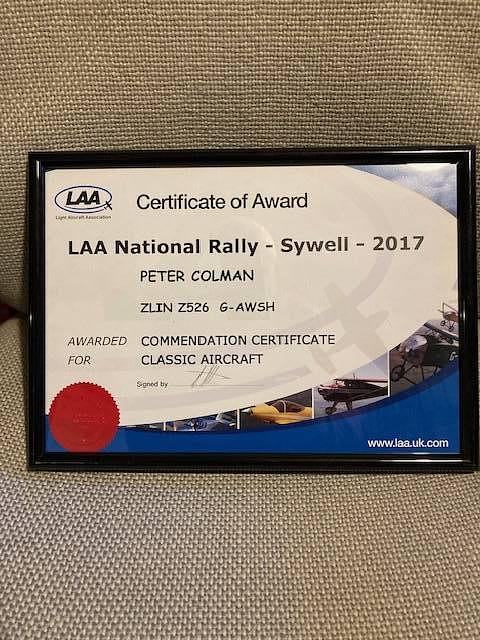 LAA
Light Aircraft Association
Certificate of Award
LAA National Rally - Sywell - 2017
PETER COLMAN
ZLIN Z526 G-AWSH
AWARDED COMMENDATION CERTIFICATE
FOR CLASSIC AIRCRAFT
Signed by
www.laa.uk.com